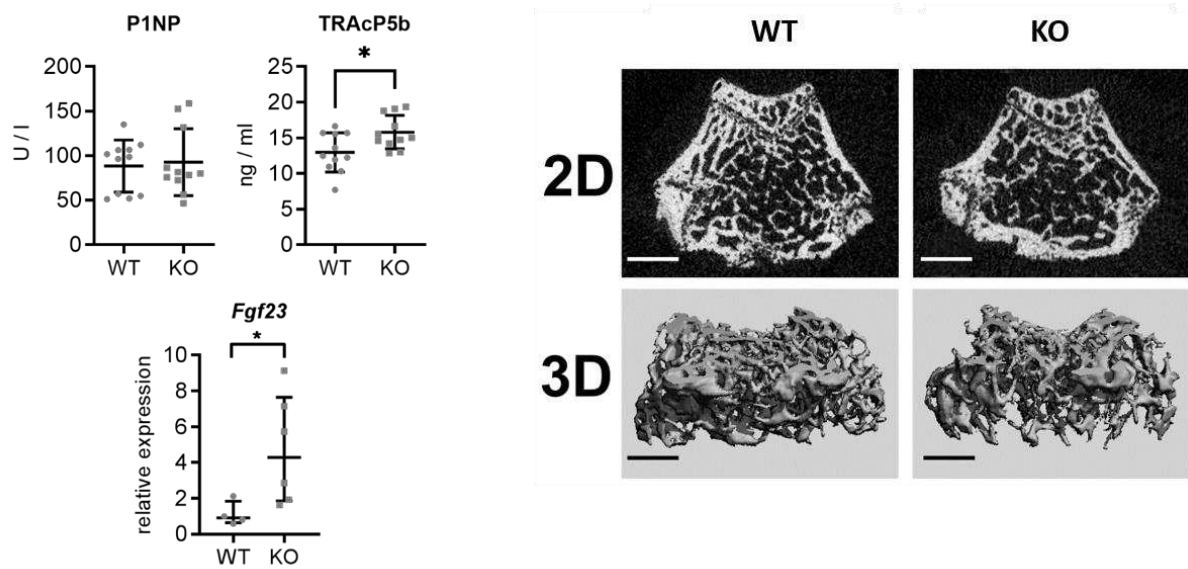 P1NP
200
150
100
50
0
U / l
WT
KO
TRAcP5b
*
25
20
15
10
5
0
ng / ml
WT
KO
Fgf23
*
10
8
6
4
2
0
relative expression
WT
KO
WT
KO
2D
3D